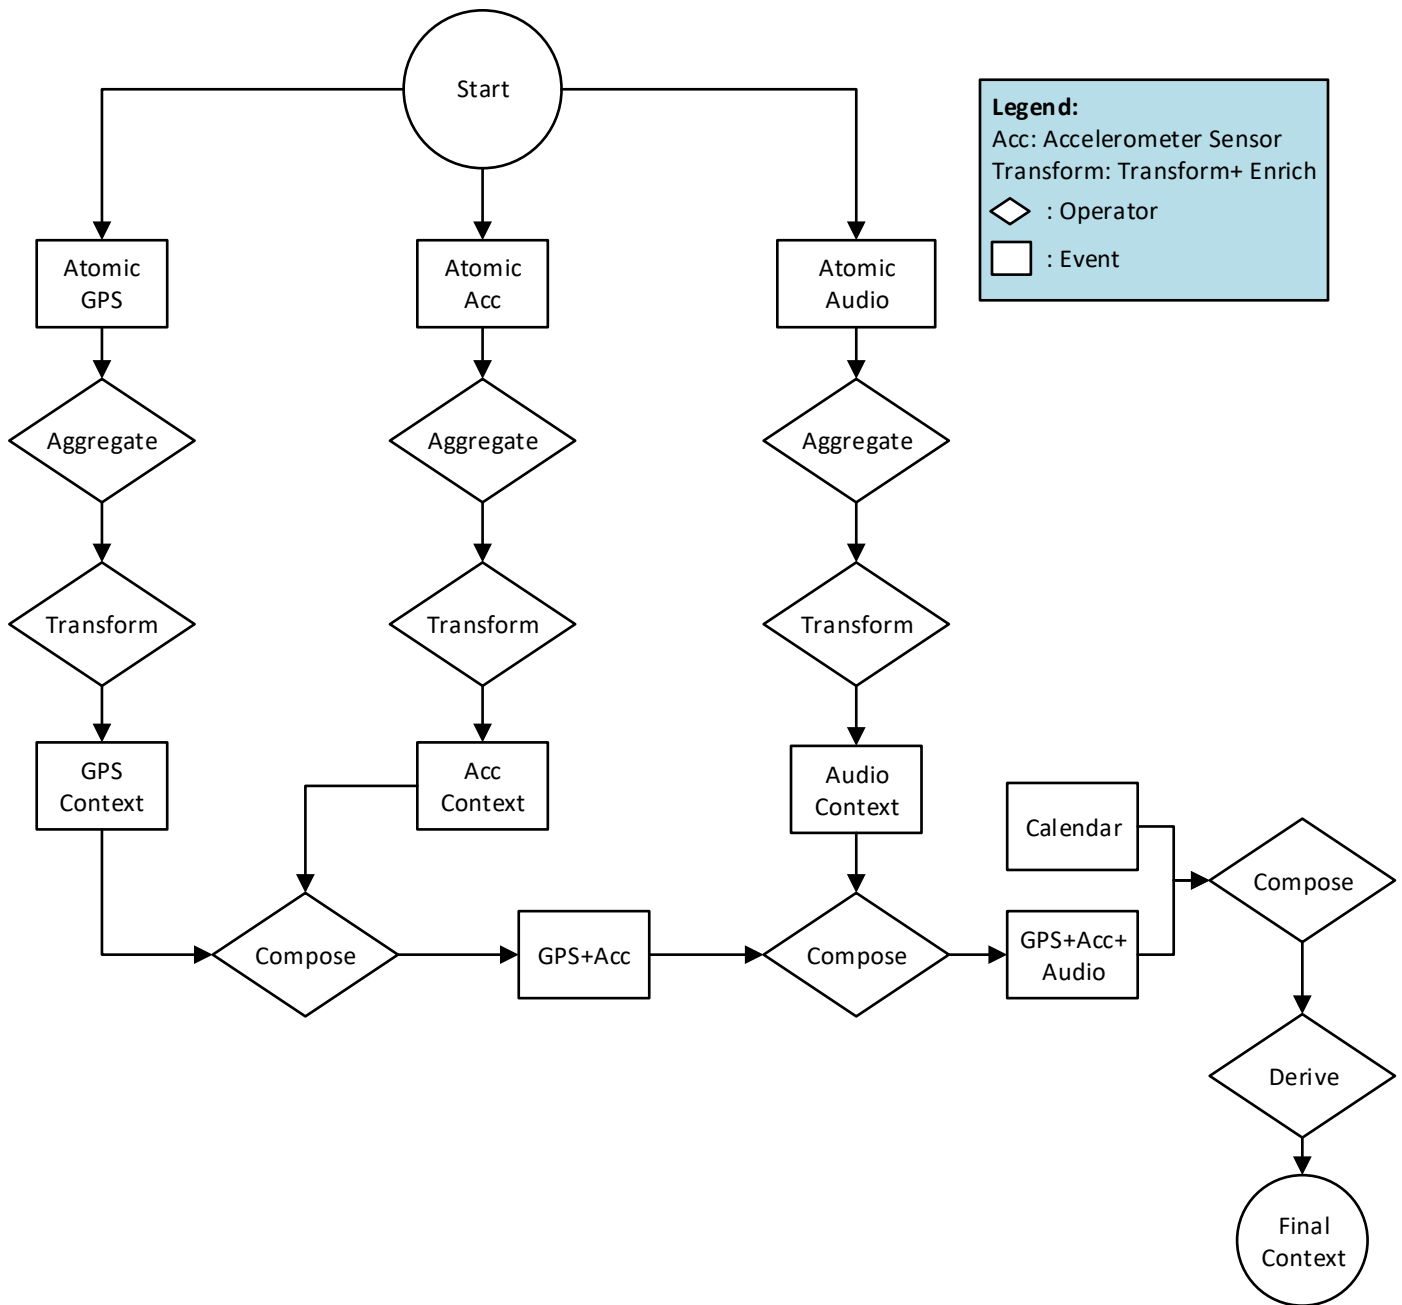 Start
Legend:
Acc: Accelerometer Sensor
Transform: Transform+ Enrich
: Operator
: Event
Atomic
GPS
Atomic
Acc
Atomic
Audio
Aggregate
Aggregate
Aggregate
Transform
Transform
Transform
GPS
Context
Acc
Context
Audio
Context
Calendar
Compose
Compose
GPS+Acc
Compose
GPS+Acc+
Audio
Derive
Final
Context